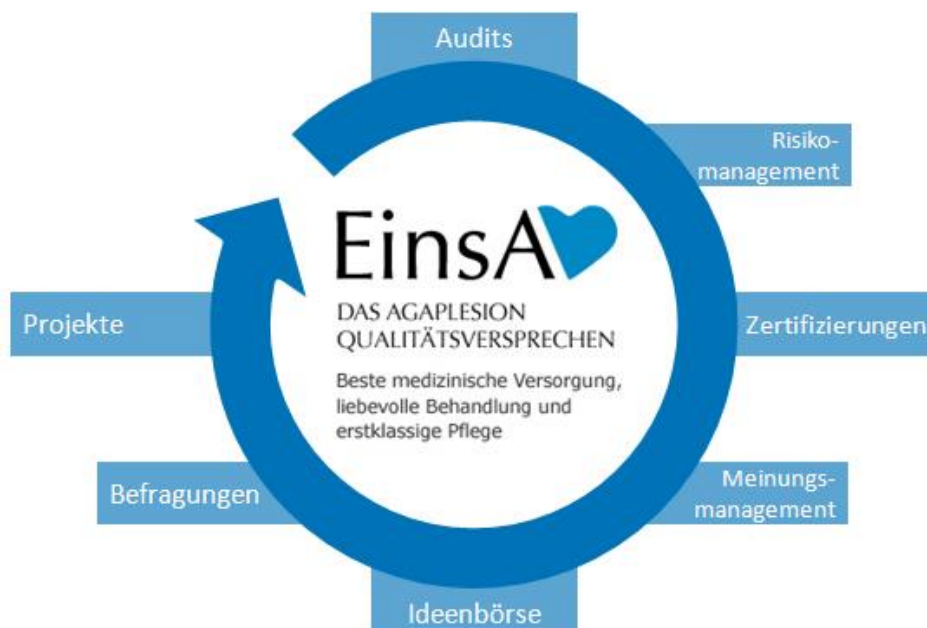 Audits
Risiko-
management
Zertifizierungen
Meinungs-
management
Ideenbörse
Befragungen
Projekte
EinsA
DAS AGAPLESION
QUALITÄTSVERSPRECHEN
Beste medizinische Versorgung,
liebevolle Behandlung und
erstklassige Pflege